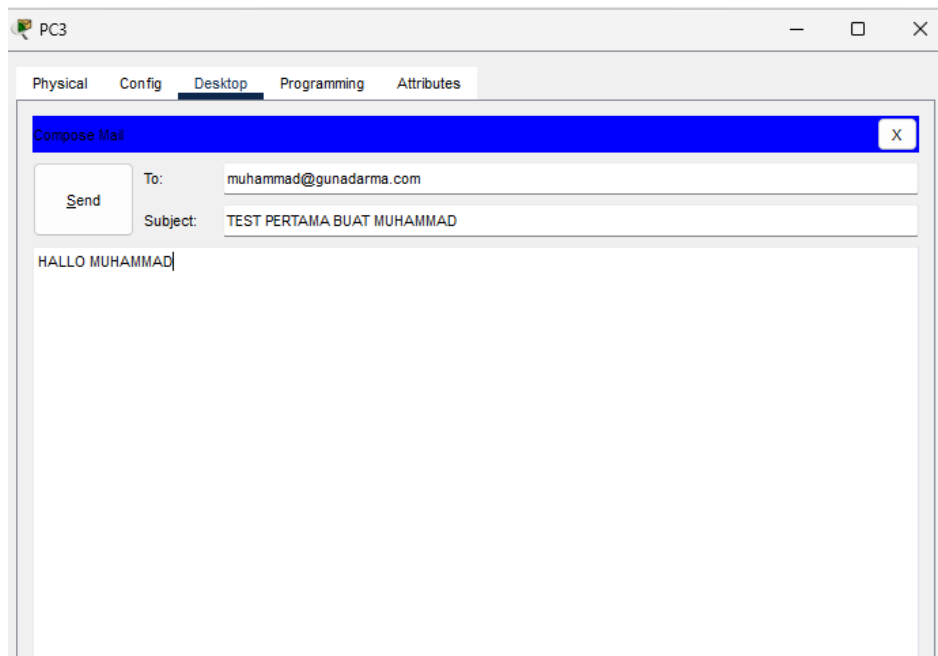 PC3
Physical Config Desktop Programming Attributes
Compose Mail X
Send
To: muhammad@gunadarma.com
Subject: TEST PERTAMA BUAT MUHAMMAD
HALLO MUHAMMAD